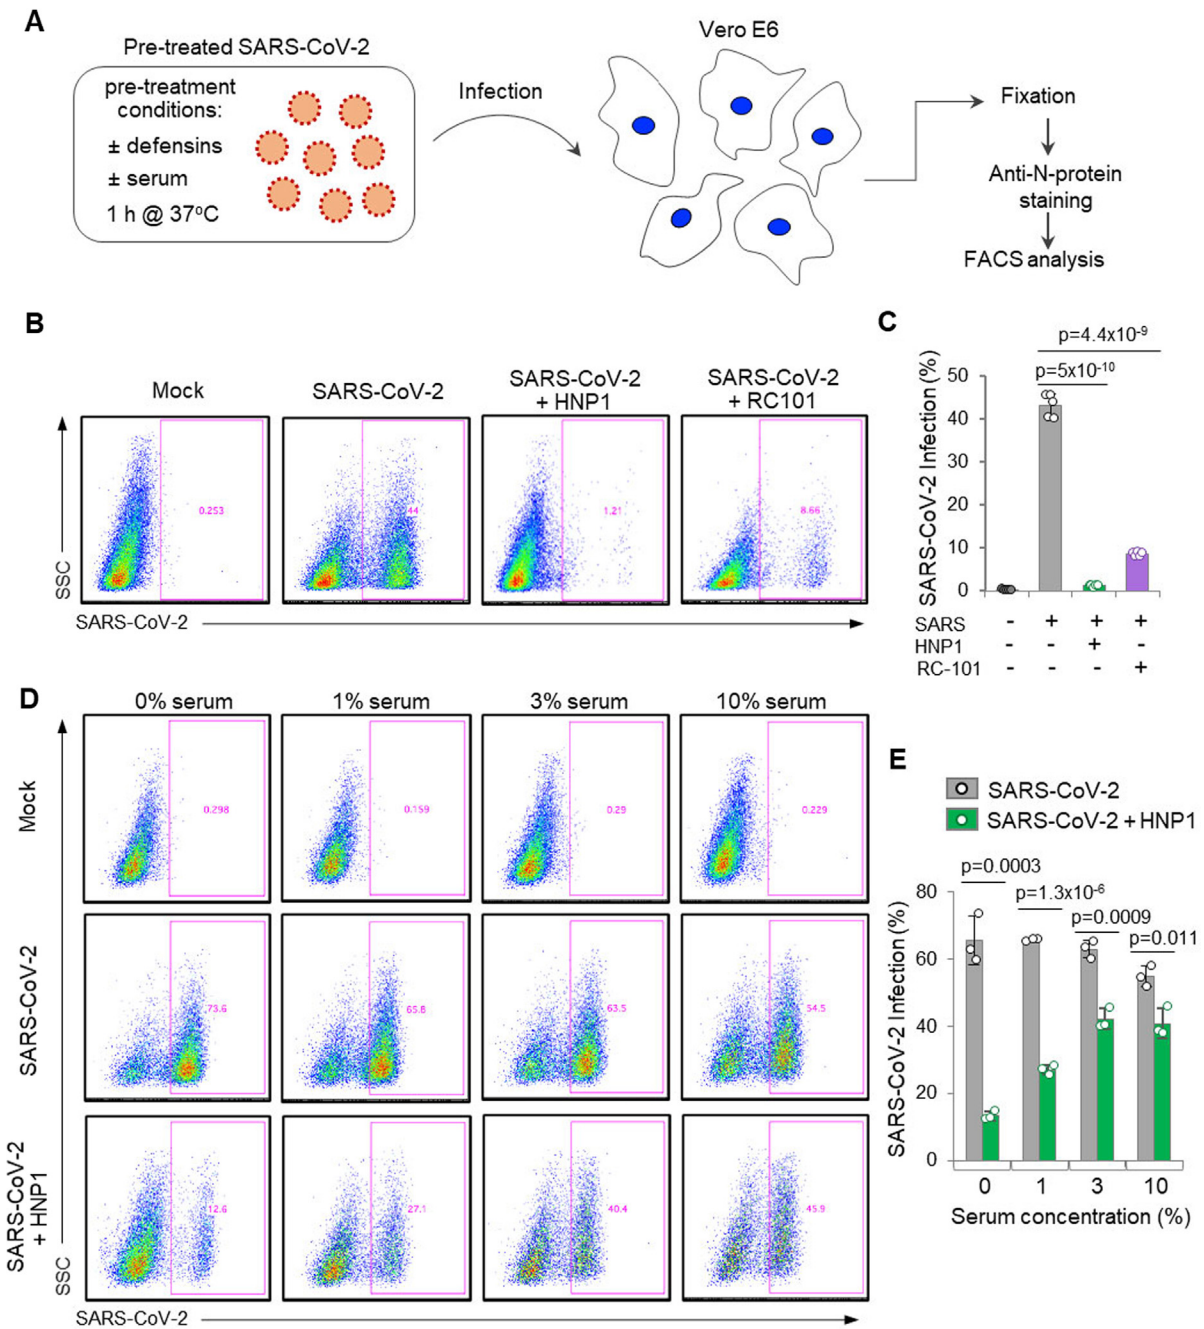 A
Pre-treated SARS-CoV-2
pre-treatment
conditions:
± defensins
± serum
1 h @ 37ºC
Infection
Vero E6
Fixation
Anti-N-protein
staining
FACS analysis
B
Mock
SARS-CoV-2
SARS-CoV-2
+ HNP1
SARS-CoV-2
+ RC101
0.253
44
1.21
8.66
SSC
SARS-CoV-2
C
p=4.4x10-9
p=5x10-10
SARS-CoV-2 Infection (%)
50
40
30
20
10
0
SARS - + + +
HNP1 - - + -
RC-101 - - - +
D
0% serum
1% serum
3% serum
10% serum
Mock
0.298
0.159
0.29
0.229
SARS-CoV-2
73.6
65.8
63.5
54.5
SARS-CoV-2
+ HNP1
12.6
27.1
40.4
45.9
SSC
SARS-CoV-2
E
SARS-CoV-2
SARS-CoV-2 + HNP1
p=0.0003
p=1.3x10-6
p=0.0009
p=0.011
SARS-CoV-2 Infection (%)
80
60
40
20
0
0 1 3 10
Serum concentration (%)